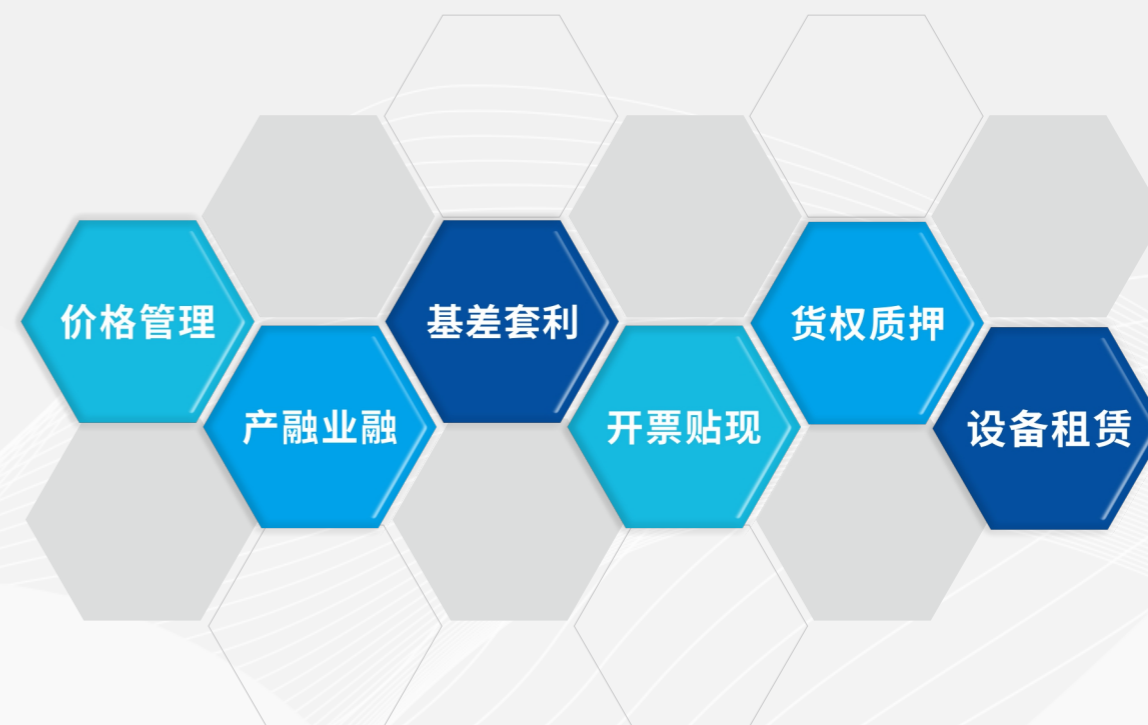 价格管理
产融业融
基差套利
开票贴现
货权质押
设备租赁